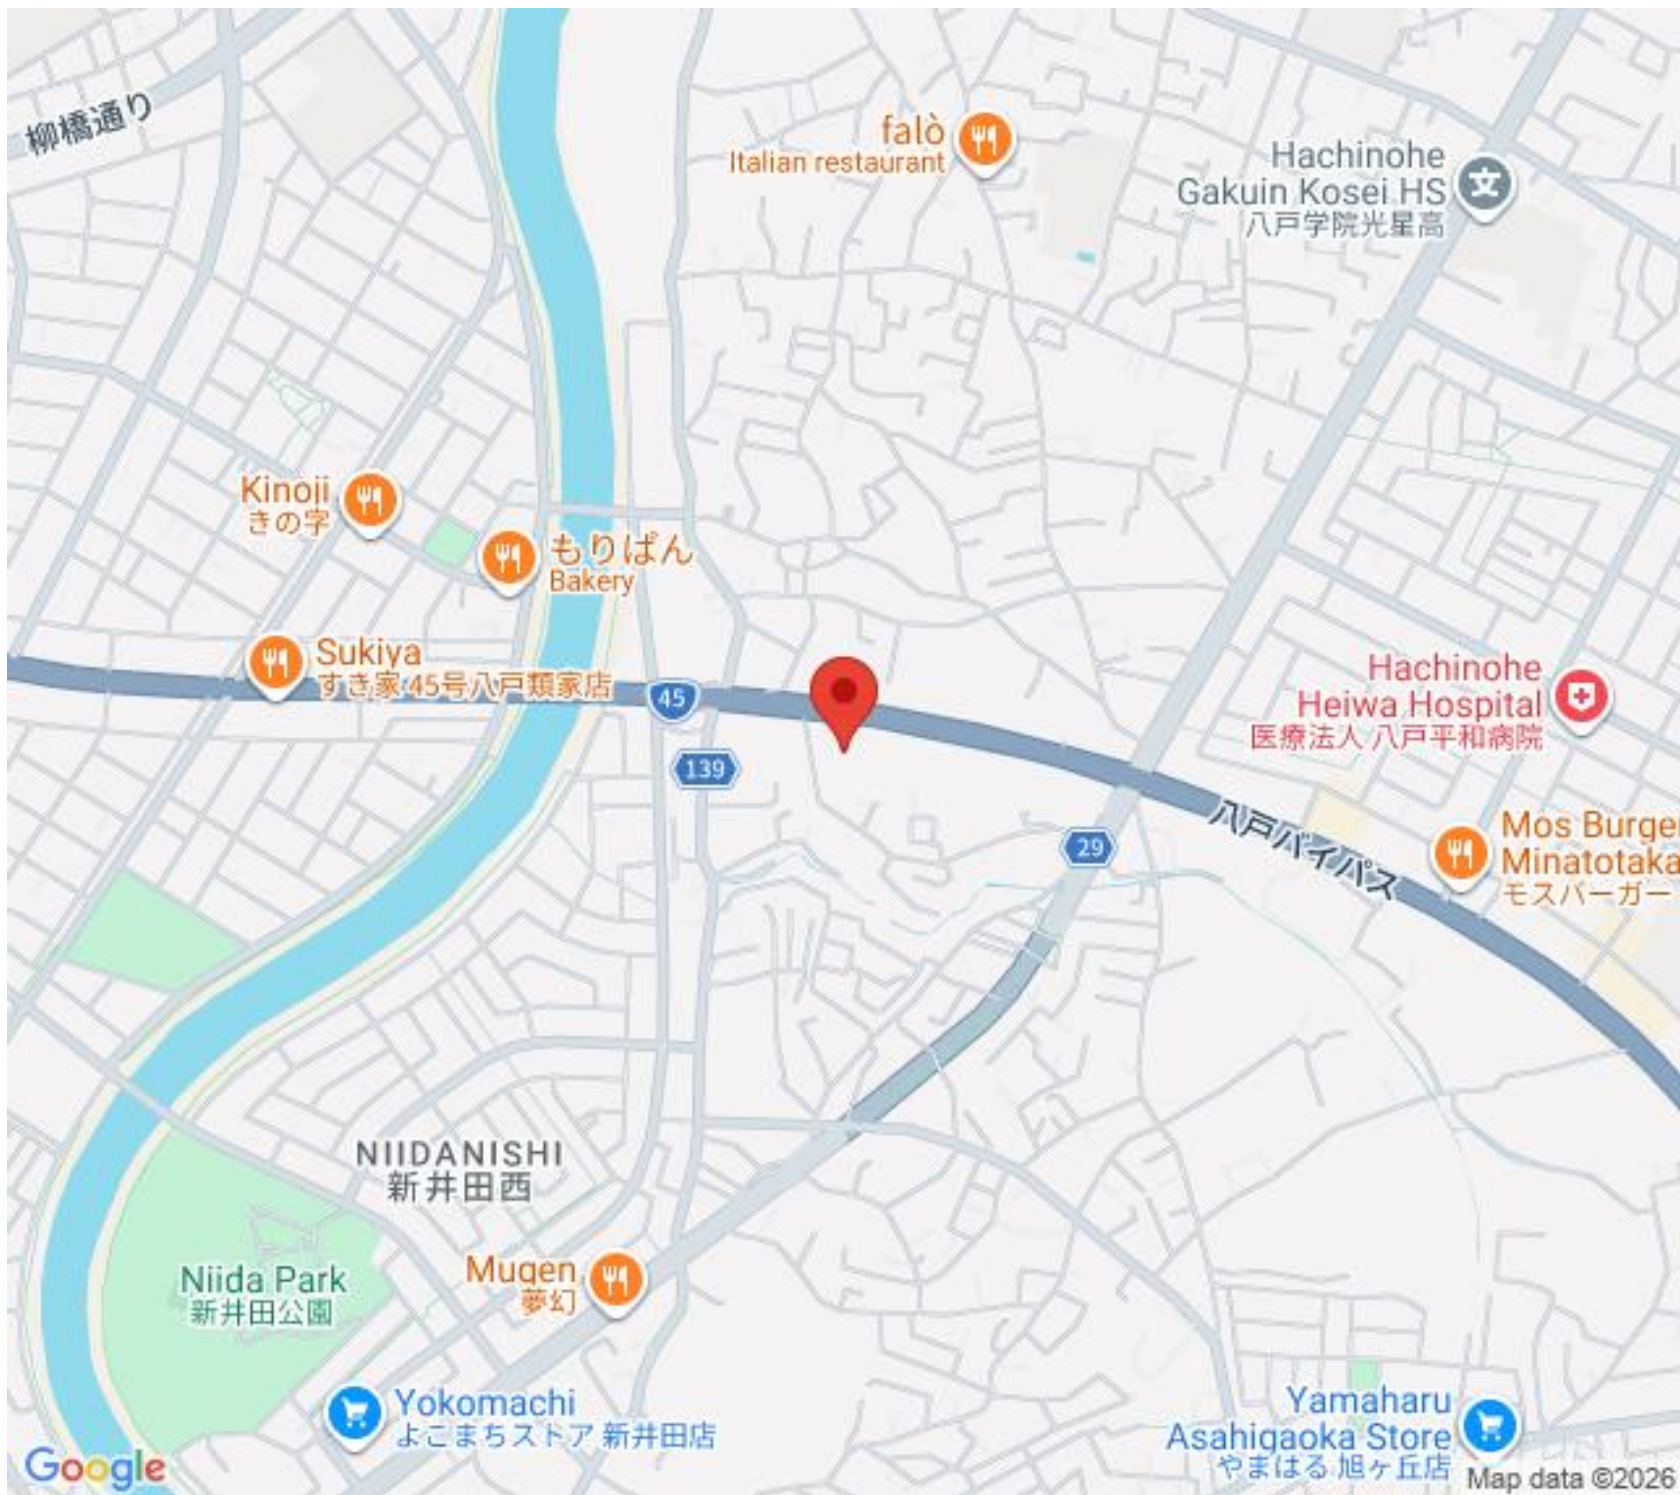 柳橋通り
falò
Italian restaurant
Hachinohe
Gakuin Kosei HS
八戸学院光星高
Kinoji
きの字
もりぱん
Bakery
Sukiya
すき家 45号八戸類家店
45
139
Hachinohe
Heiwa Hospital
医療法人 八戸平和病院
29
八戸バイパス
Mos Burger
Minatotaka
モスバーガー
NIIDANISHI
新井田西
Niida Park
新井田公園
Mugen
夢幻
Yokomachi
よこまちストア 新井田店
Yamaharu
Asahigaoka Store
やまはる 旭ヶ丘店
Google
Map data ©2026